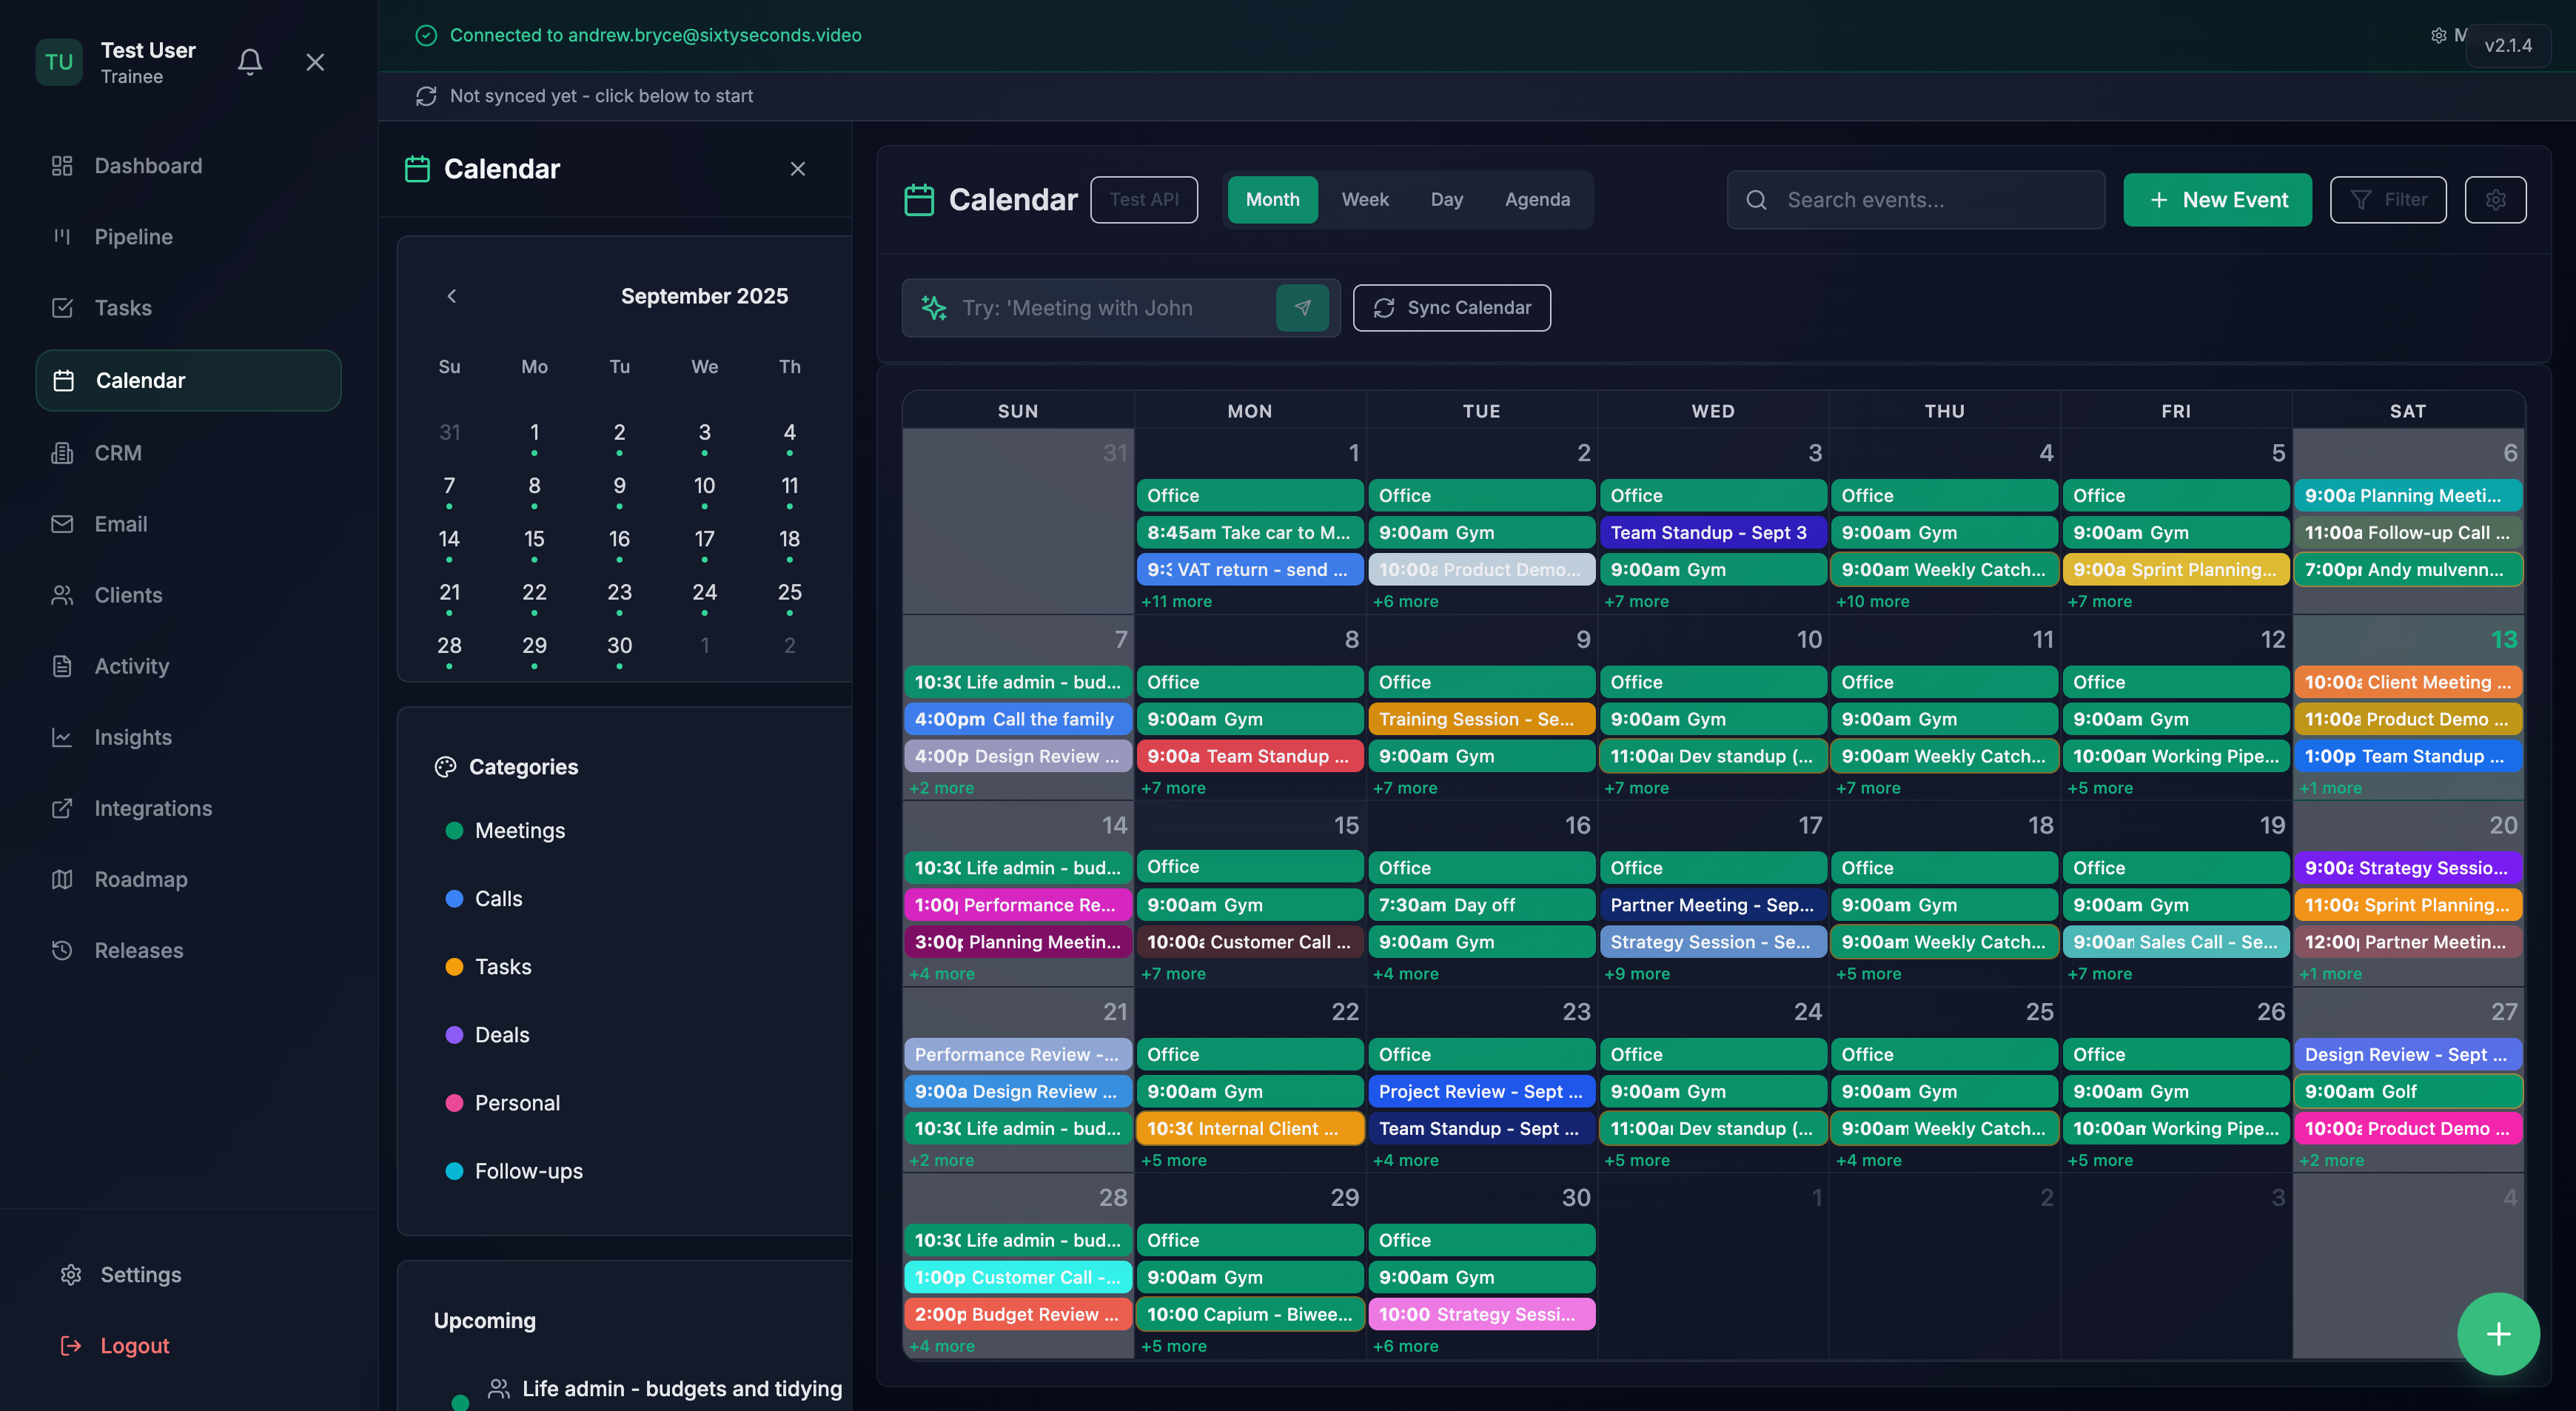 TU
Test User
Trainee
Dashboard
Pipeline
Tasks
Calendar
CRM
Email
Clients
Activity
Insights
Integrations
Roadmap
Releases
Settings
Logout
Connected to andrew.bryce@sixtyseconds.video
M
v2.1.4
Not synced yet - click below to start
Calendar
September 2025
Su Mo Tu We Th
31 1 2 3 4
7 8 9 10 11
14 15 16 17 18
21 22 23 24 25
28 29 30 1 2
Categories
Meetings
Calls
Tasks
Deals
Personal
Follow-ups
Upcoming
Life admin - budgets and tidying
Calendar
Test API
Month Week Day Agenda
Search events...
+ New Event
Filter
Try: 'Meeting with John
Sync Calendar
SUN MON TUE WED THU FRI SAT
31 1 2 3 4 5 6
Office Office Office Office Office 9:00a Planning Meeti...
8:45am Take car to M... 9:00am Gym Team Standup - Sept 3 9:00am Gym 9:00am Gym 11:00a Follow-up Call ...
9:3 VAT return - send ... 10:00a Product Demo... 9:00am Gym 9:00am Weekly Catch... 9:00a Sprint Planning... 7:00pm Andy mulvenn...
+11 more +6 more +7 more +10 more +7 more
7 8 9 10 11 12 13
10:30 Life admin - bud... Office Office Office Office Office 10:00a Client Meeting ...
4:00pm Call the family 9:00am Gym Training Session - Se... 9:00am Gym 9:00am Gym 9:00am Gym 11:00a Product Demo ...
4:00p Design Review ... 9:00a Team Standup ... 9:00am Gym 11:00a Dev standup (... 9:00am Weekly Catch... 10:00am Working Pipe... 1:00p Team Standup ...
+2 more +7 more +7 more +7 more +7 more +5 more +1 more
14 15 16 17 18 19 20
10:30 Life admin - bud... Office Office Office Office Office 9:00a Strategy Sessio...
1:00p Performance Re... 9:00am Gym 7:30am Day off Partner Meeting - Sep... 9:00am Gym 9:00am Gym 11:00a Sprint Planning...
3:00p Planning Meetin... 10:00a Customer Call ... 9:00am Gym Strategy Session - Se... 9:00am Weekly Catch... 9:00am Sales Call - Se... 12:00p Partner Meetin...
+4 more +7 more +4 more +9 more +5 more +7 more +1 more
21 22 23 24 25 26 27
Performance Review -... Office Office Office Office Office Design Review - Sept ...
9:00a Design Review ... 9:00am Gym Project Review - Sept ... 9:00am Gym 9:00am Gym 9:00am Gym 9:00am Golf
10:30 Life admin - bud... 10:30 Internal Client ... Team Standup - Sept ... 11:00a Dev standup (... 9:00am Weekly Catch... 10:00am Working Pipe... 10:00a Product Demo ...
+2 more +5 more +4 more +5 more +4 more +5 more +2 more
28 29 30 1 2 3 4
10:30 Life admin - bud... Office Office
1:00p Customer Call -... 9:00am Gym 9:00am Gym
2:00p Budget Review ... 10:00 Capium - Biwee... 10:00 Strategy Sessi...
+4 more +5 more +6 more
+